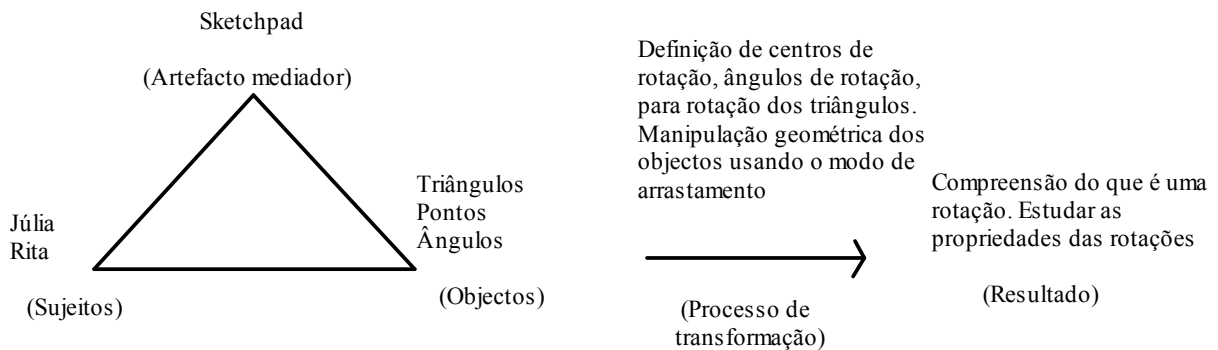 Sketchpad
(Artefacto mediador)
Júlia
Rita
(Sujeitos)
Triângulos
Pontos
Ângulos
(Objectos)
Definição de centros de
rotação, ângulos de rotação,
para rotação dos triângulos.
Manipulação geométrica dos
objectos usando o modo de
arrastamento
(Processo de
transformação)
Compreensão do que é uma
rotação. Estudar as
propriedades das rotações
(Resultado)